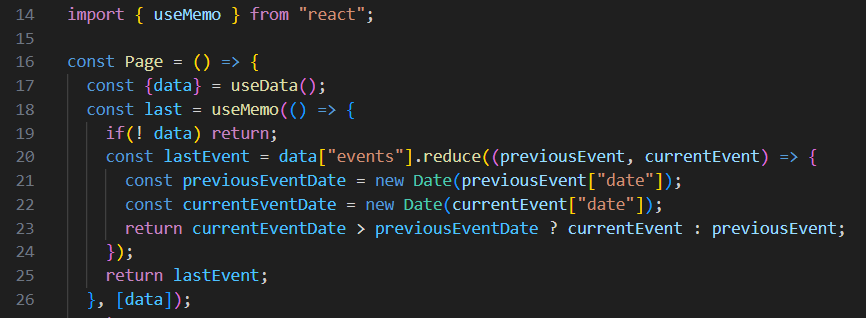 14 import { useMemo } from "react";
15
16 const Page = () => {
17 const {data} = useData();
18 const last = useMemo(() => {
19 if(! data) return;
20 const lastEvent = data["events"].reduce((previousEvent, currentEvent) => {
21 const previousEventDate = new Date(previousEvent["date"]);
22 const currentEventDate = new Date(currentEvent["date"]);
23 return currentEventDate > previousEventDate ? currentEvent : previousEvent;
24 });
25 return lastEvent;
26 }, [data]);